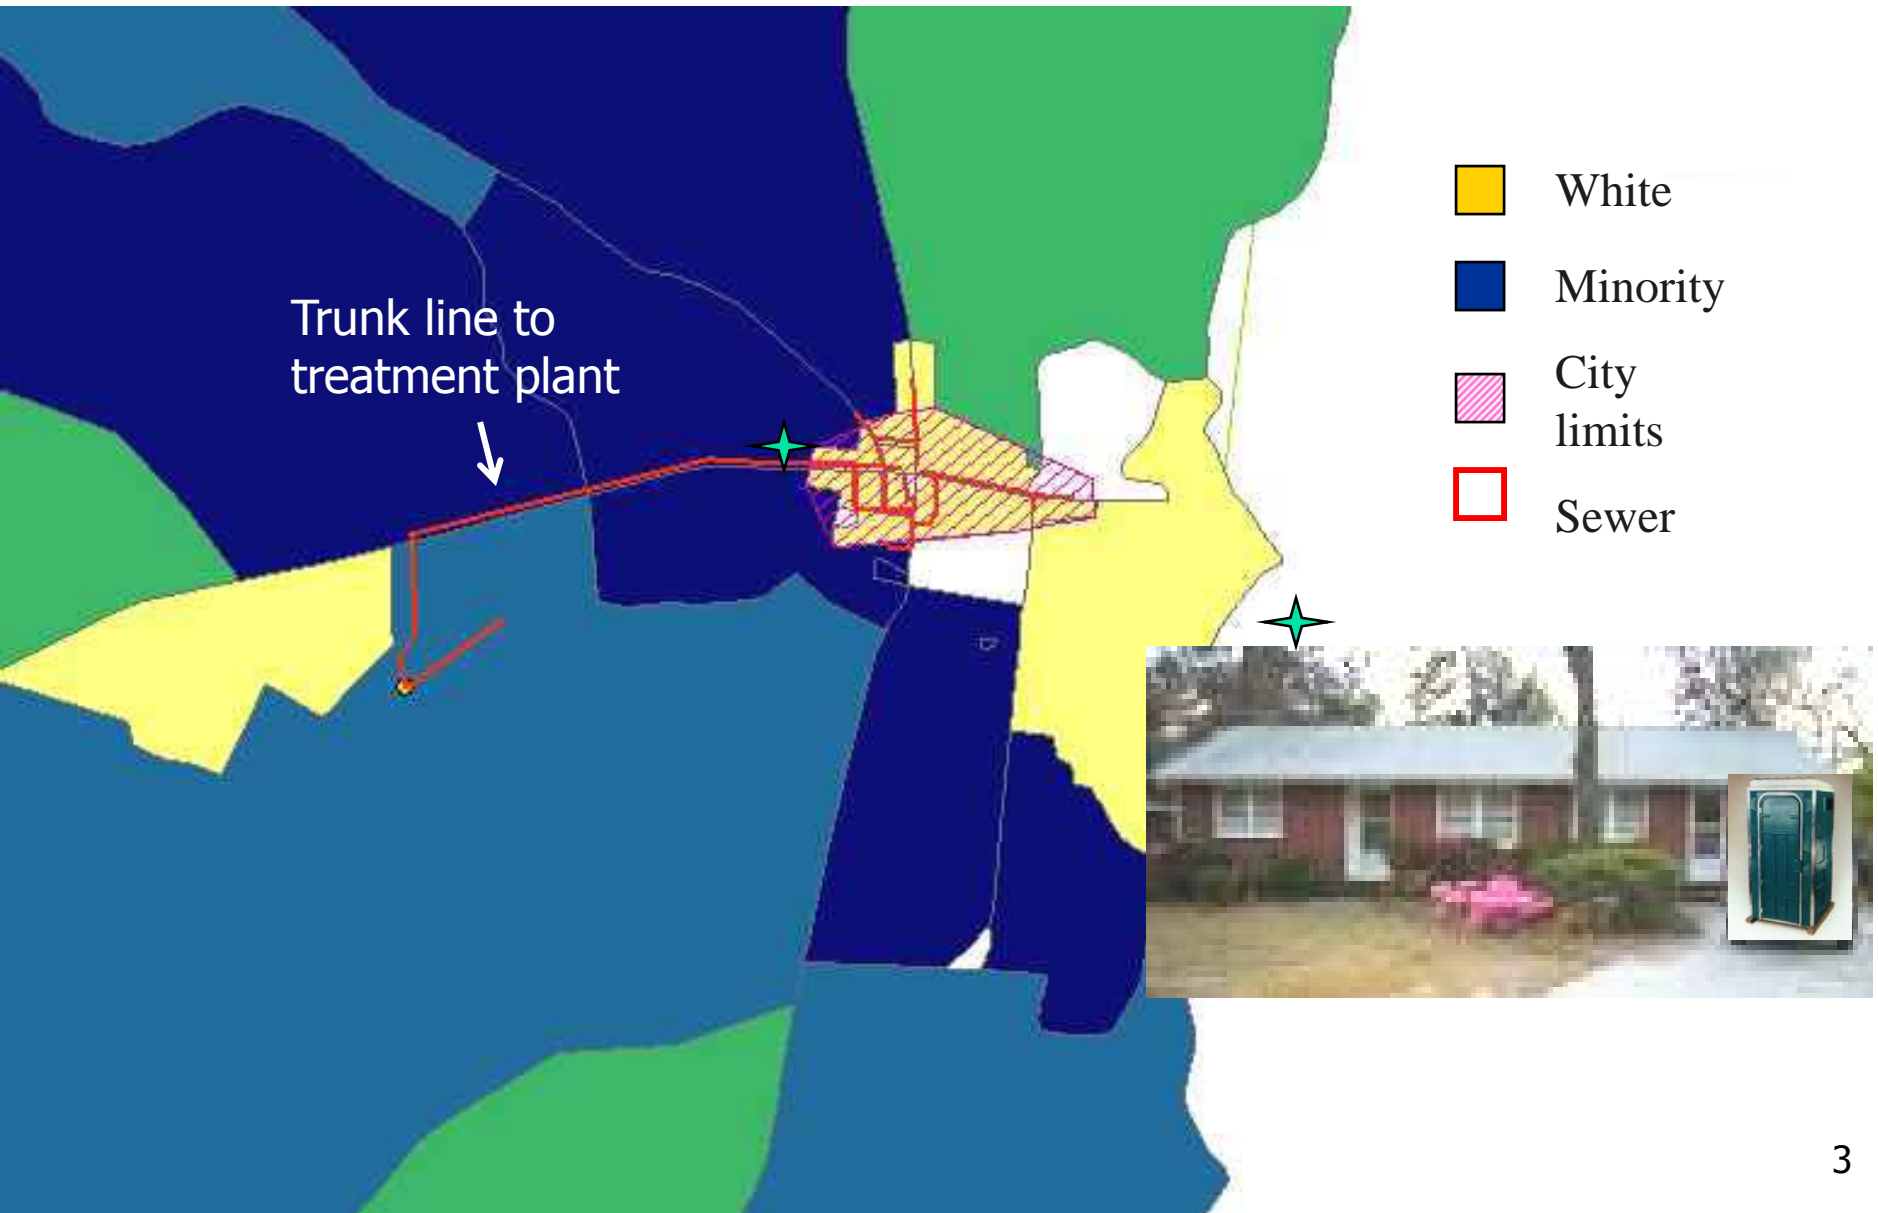 White
Minority
Trunk line to
treatment plant
City
limits
Sewer
3